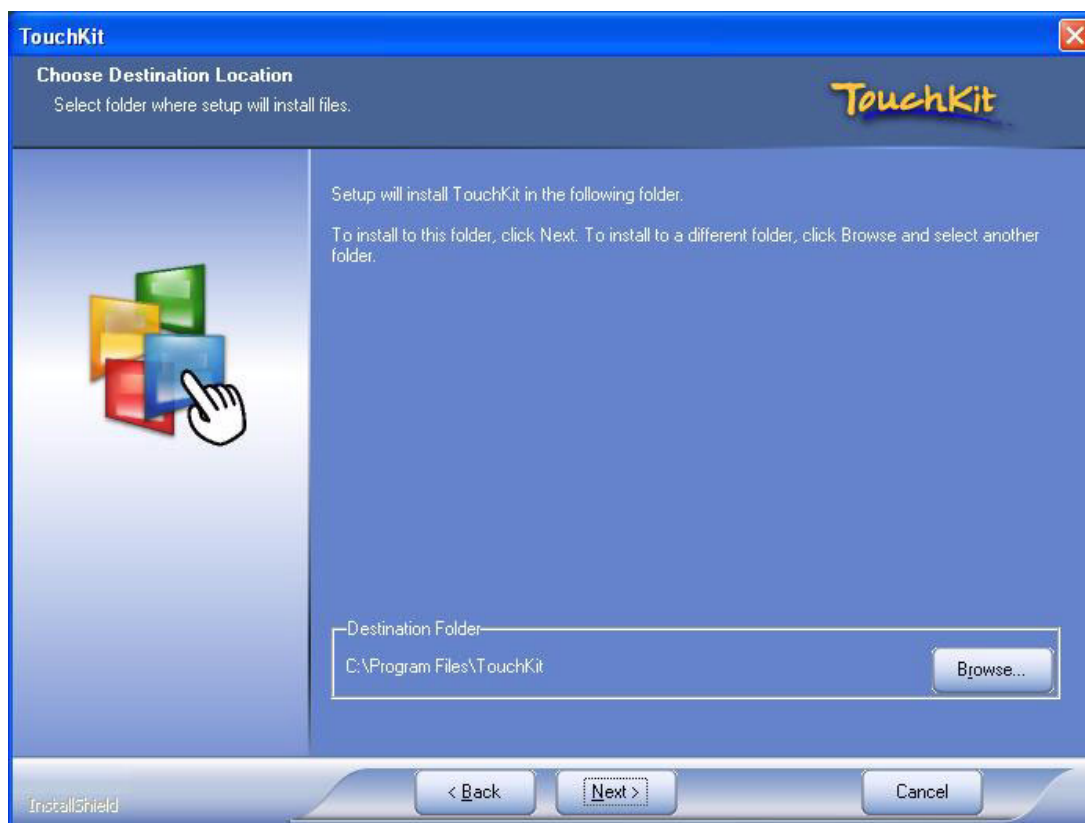 TouchKit
Choose Destination Location
Select folder where setup will install files.
TouchKit
Setup will install TouchKit in the following folder.
To install to this folder, click Next. To install to a different folder, click Browse and select another
folder.
Destination Folder
C:\Program Files\TouchKit
Browse...
InstallShield
< Back
Next >
Cancel